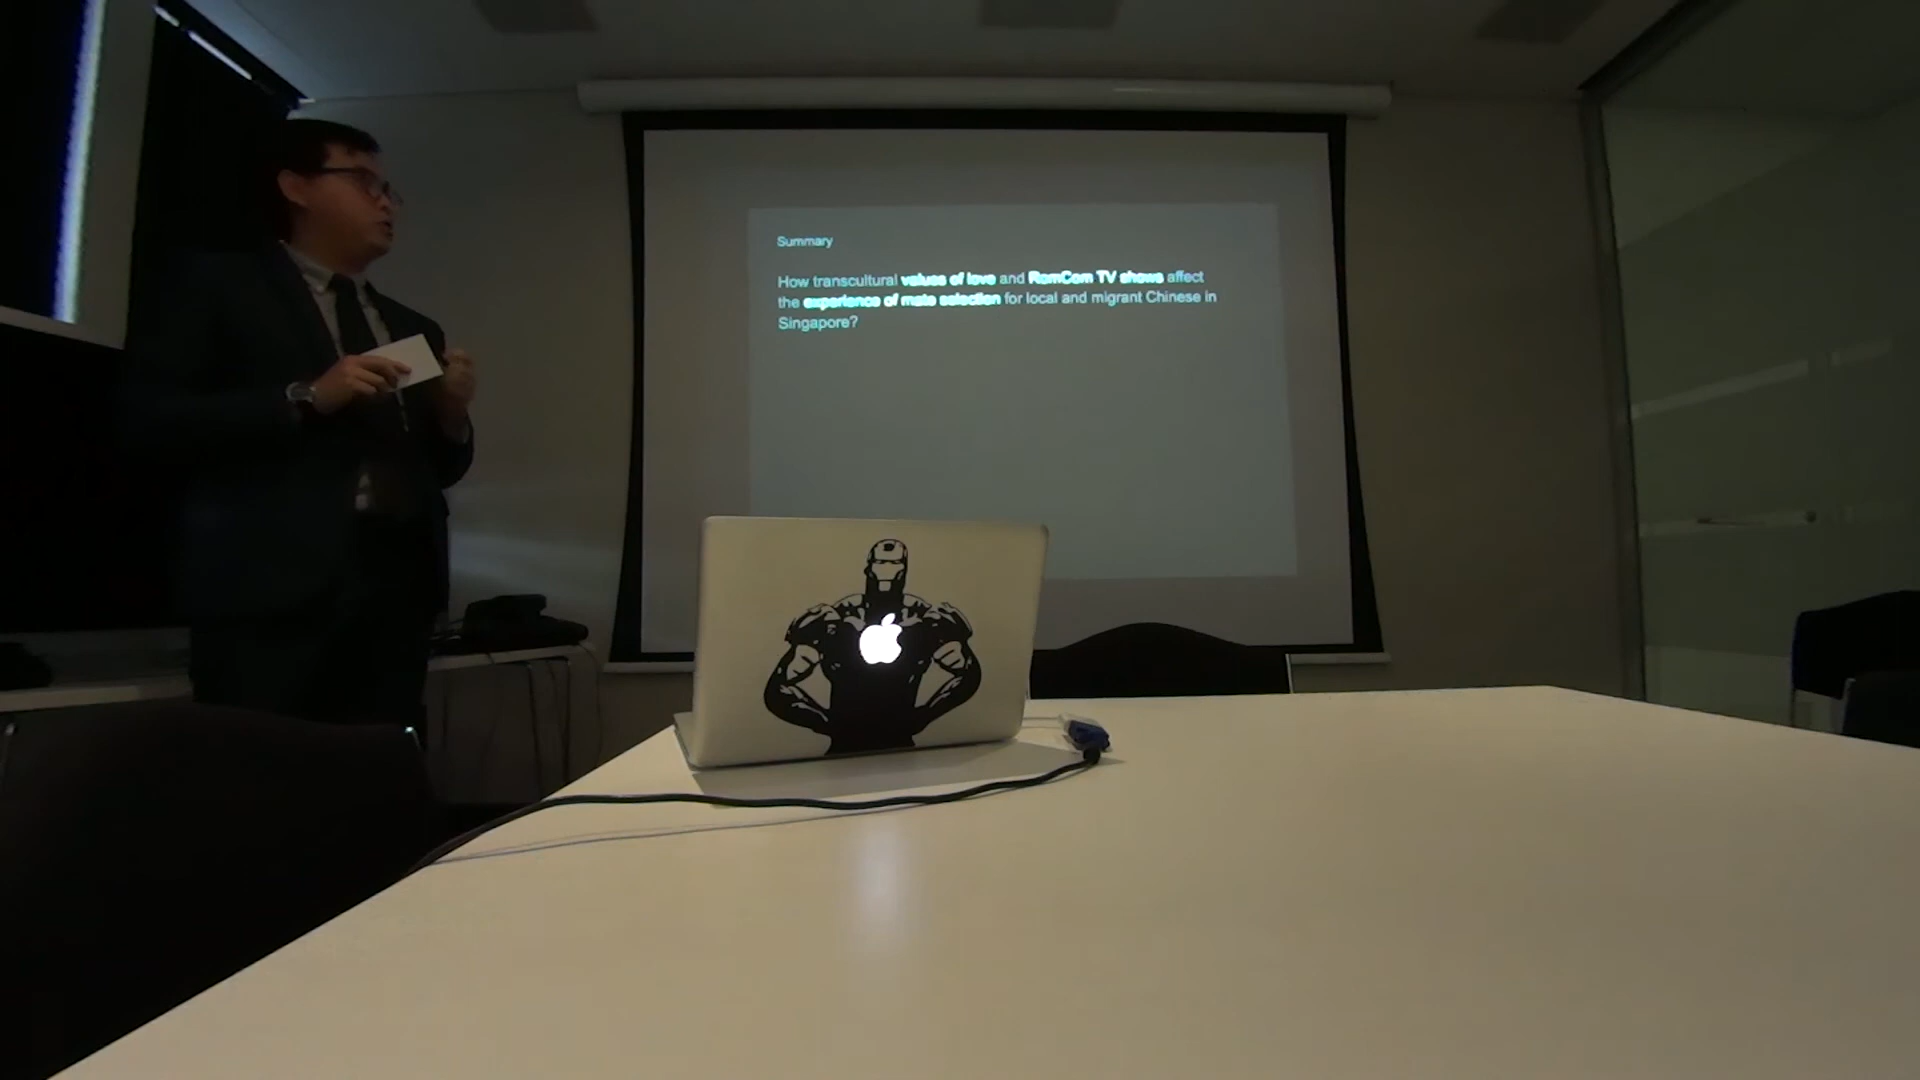 Summary
How transcultural values of love and RomCom TV shows affect
the experience of mate selection for local and migrant Chinese in
Singapore?